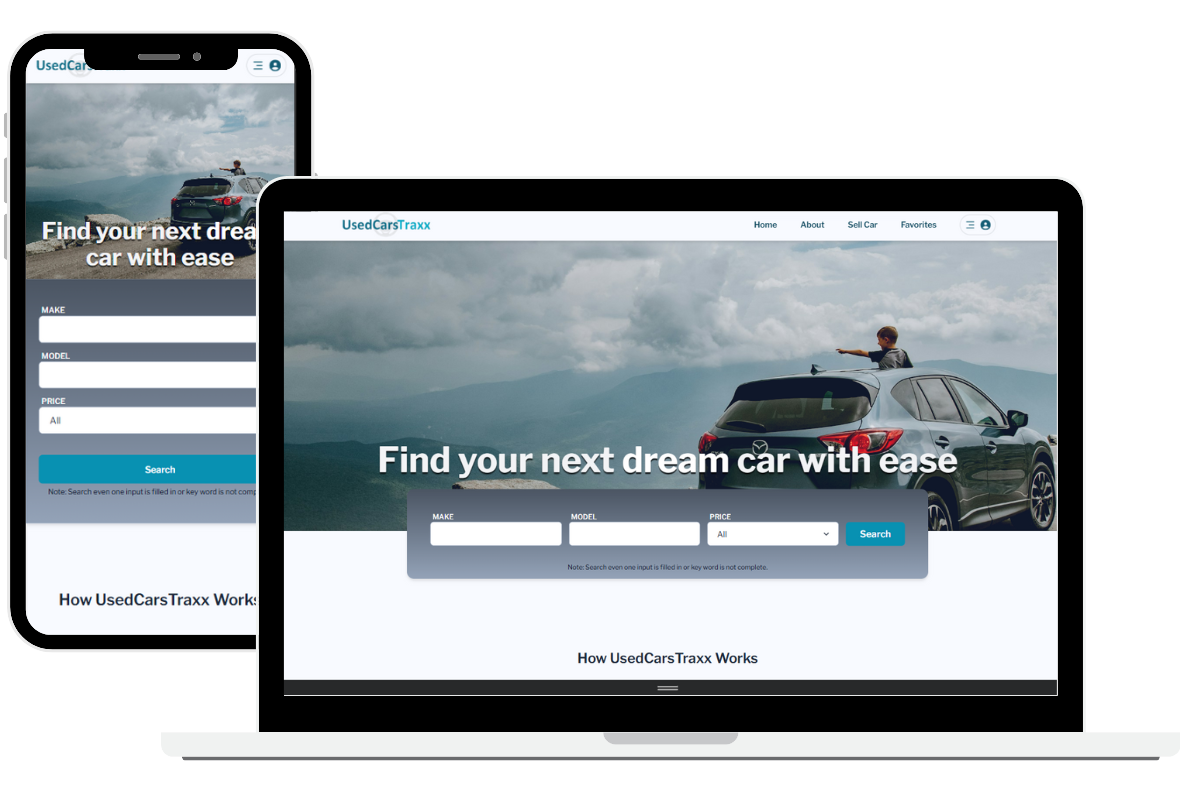 UsedCars
Find your next drea
car with ease
MAKE
MODEL
PRICE
All
Search
Note: Search even one input is filled in or key word is not comp
How UsedCarsTraxx Works
UsedCarsTraxx
Home About Sell Car Favorites
Find your next dream car with ease
MAKE MODEL PRICE
All Search
Note: Search even one input is filled in or key word is not complete.
How UsedCarsTraxx Works